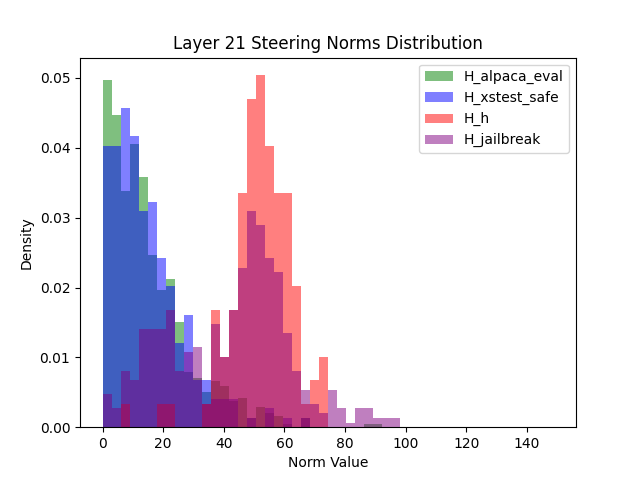 Layer 21 Steering Norms Distribution
H_alpaca_eval
H_xstest_safe
H_h
H_jailbreak
Density
0.05
0.04
0.03
0.02
0.01
0.00
0 20 40 60 80 100 120 140
Norm Value